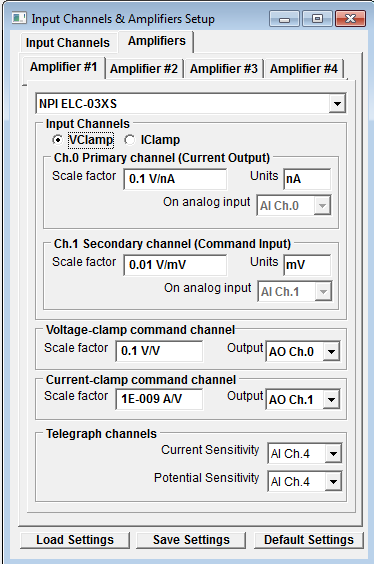 Input Channels & Amplifiers Setup
Input Channels Amplifiers
Amplifier #1 Amplifier #2 Amplifier #3 Amplifier #4
NPI ELC-03XS
Input Channels
VClamp IClamp
Ch.0 Primary channel (Current Output)
Scale factor 0.1 V/nA Units nA
On analog input AI Ch.0
Ch.1 Secondary channel (Command Input)
Scale factor 0.01 V/mV Units mV
On analog input AI Ch.1
Voltage-clamp command channel
Scale factor 0.1 V/V Output AO Ch.0
Current-clamp command channel
Scale factor 1E-009 A/V Output AO Ch.1
Telegraph channels
Current Sensitivity AI Ch.4
Potential Sensitivity AI Ch.4
Load Settings Save Settings Default Settings